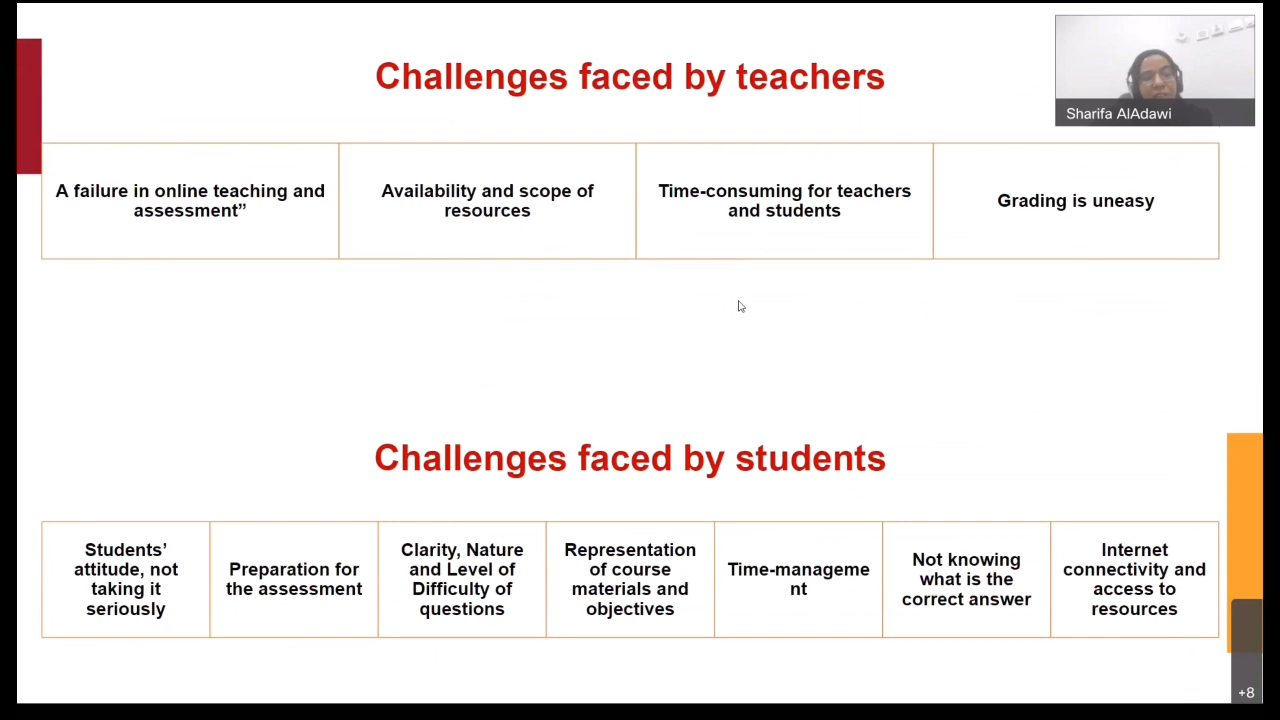 Challenges faced by teachers
Sharifa AlAdawi
A failure in online teaching and
assessment”
Availability and scope of
resources
Time-consuming for teachers
and students
Grading is uneasy
Challenges faced by students
Students’
attitude, not
taking it
seriously
Preparation for
the assessment
Clarity, Nature
and Level of
Difficulty of
questions
Representation
of course
materials and
objectives
Time-manageme
nt
Not knowing
what is the
correct answer
Internet
connectivity and
access to
resources
+8